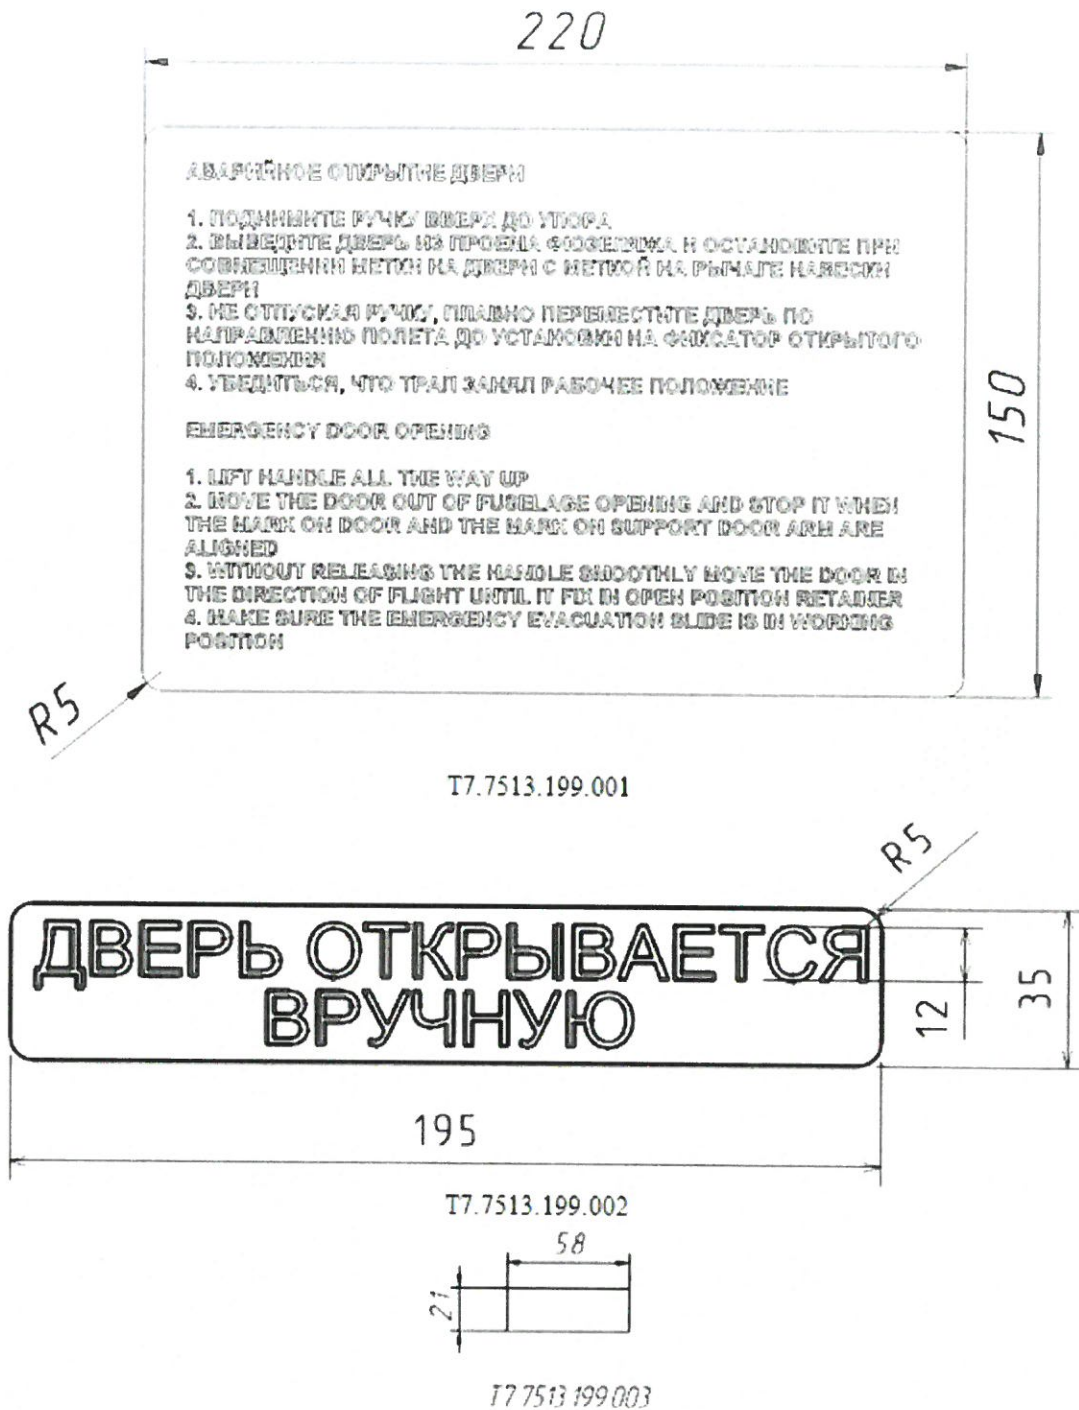 220
АВАРИЙНОЕ ОТКРЫТИЕ ДВЕРИ
1. ПОДНИМИТЕ РУЧКУ ВВЕРХ ДО УПОРА
2. ВЫВЕДИТЕ ДВЕРЬ ИЗ ПРОЕМА ФЮЗЕЛЯЖА И ОСТАНОВИТЕ ПРИ
СОВМЕЩЕНИИ МЕТКИ НА ДВЕРИ С МЕТКОЙ НА РЫЧАГЕ НАВЕСКИ
ДВЕРИ
3. НЕ ОТПУСКАЯ РУЧКУ, ПЛАВНО ПЕРЕМЕСТИТЕ ДВЕРЬ ПО
НАПРАВЛЕНИЮ ПОЛЕТА ДО УСТАНОВКИ НА ФИКСАТОР ОТКРЫТОГО
ПОЛОЖЕНИЯ
4. УБЕДИТЬСЯ, ЧТО ТРАП ЗАНЯЛ РАБОЧЕЕ ПОЛОЖЕНИЕ
EMERGENCY DOOR OPENING
1. LIFT HANDLE ALL THE WAY UP
2. MOVE THE DOOR OUT OF FUSELAGE OPENING AND STOP IT WHEN
THE MARK ON DOOR AND THE MARK ON SUPPORT DOOR ARM ARE
ALIGNED
3. WITHOUT RELEASING THE HANDLE SMOOTHLY MOVE THE DOOR IN
THE DIRECTION OF FLIGHT UNTIL IT FIX IN OPEN POSITION RETAINER
4. MAKE SURE THE EMERGENCY EVACUATION SLIDE IS IN WORKING
POSITION
150
R5
Т7.7513.199.001
R5
ДВЕРЬ ОТКРЫВАЕТСЯ
ВРУЧНУЮ
12
35
195
Т7.7513.199.002
58
21
Т7 7513 199 003